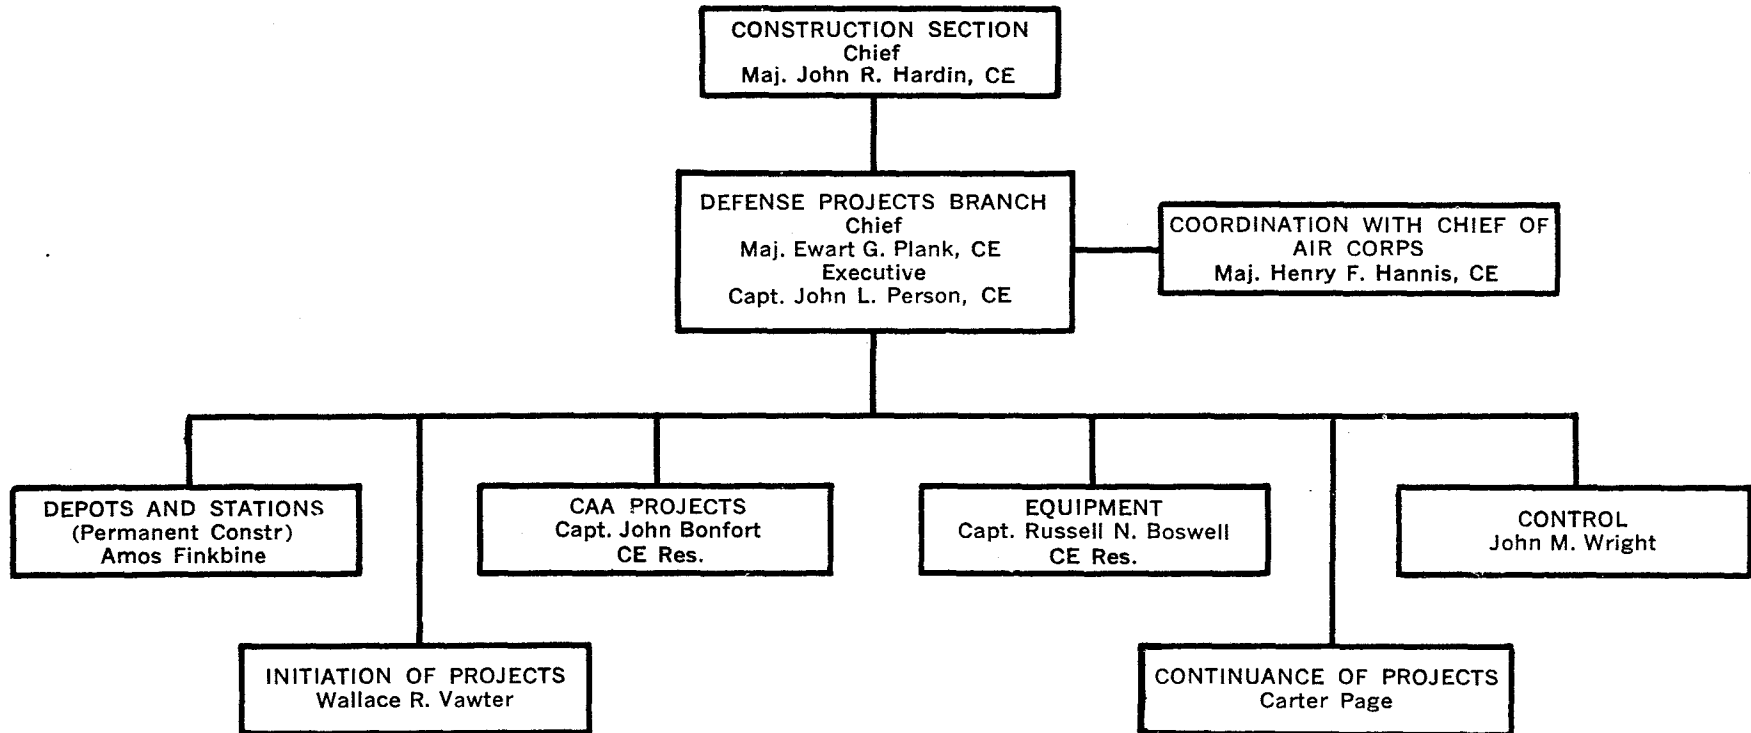 CONSTRUCTION SECTION
Chief
Maj. John R. Hardin, CE
DEFENSE PROJECTS BRANCH
Chief
Maj. Ewart G. Plank, CE
Executive
Capt. John L. Person, CE
COORDINATION WITH CHIEF OF
AIR CORPS
Maj. Henry F. Hannis, CE
DEPOTS AND STATIONS
(Permanent Constr)
Amos Finkbine
CAA PROJECTS
Capt. John Bonfort
CE Res.
EQUIPMENT
Capt. Russell N. Boswell
CE Res.
CONTROL
John M. Wright
INITIATION OF PROJECTS
Wallace R. Vawter
CONTINUANCE OF PROJECTS
Carter Page